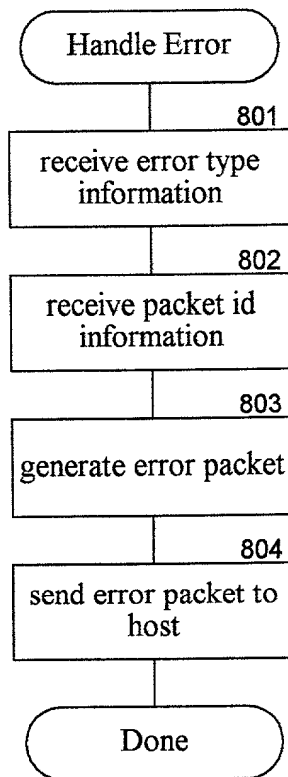 Handle Error
801
receive error type
information
802
receive packet id
information
803
generate error packet
804
send error packet to
host
Done